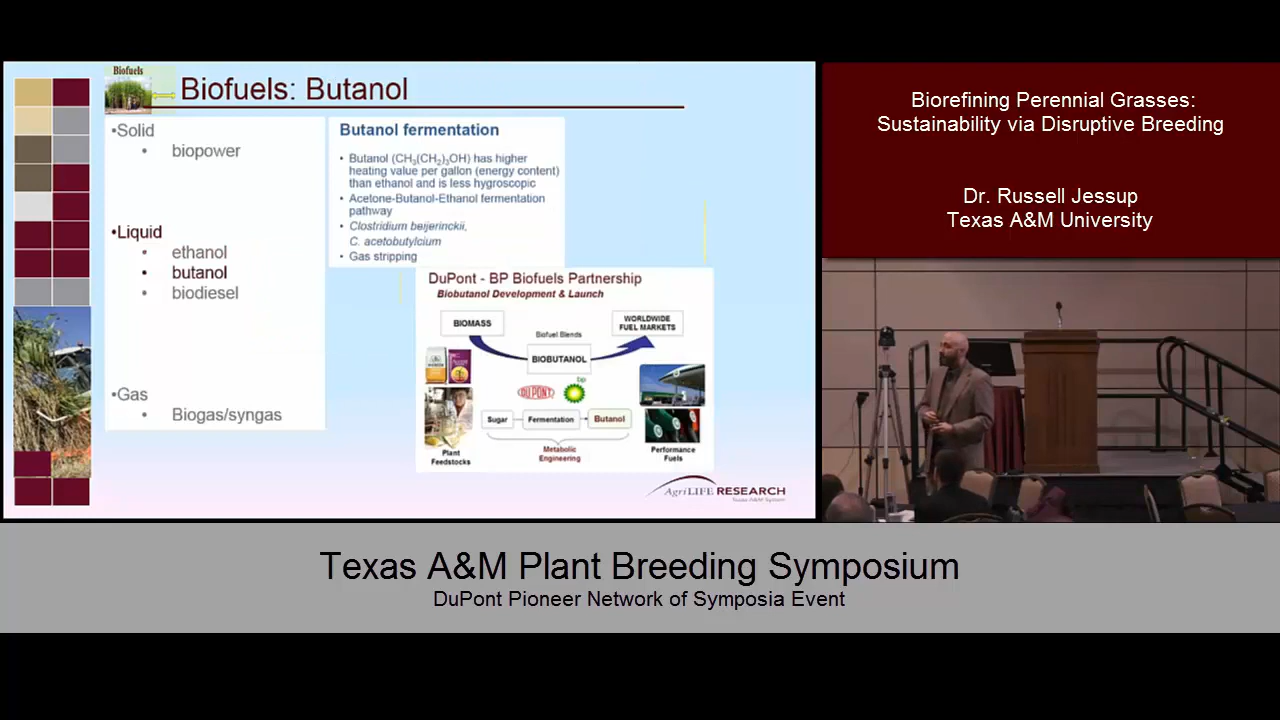 Biofuels
Biofuels: Butanol
•Solid
• biopower
•Liquid
• ethanol
• butanol
• biodiesel
•Gas
• Biogas/syngas
Butanol fermentation
• Butanol (CH3(CH2)3OH) has higher
heating value per gallon (energy content)
than ethanol and is less hygroscopic
• Acetone-Butanol-Ethanol fermentation
pathway
• Clostridium beijerinckii,
C. acetobutylcium
• Gas stripping
DuPont - BP Biofuels Partnership
Biobutanol Development & Launch
BIOMASS
Biofuel Blends
WORLDWIDE
FUEL MARKETS
BIOBUTANOL
DUPONT
bp
Sugar
Fermentation
Butanol
Plant
Feedstocks
Metabolic
Engineering
Performance
Fuels
AgriLIFE RESEARCH
Texas A&M System
Biorefining Perennial Grasses:
Sustainability via Disruptive Breeding
Dr. Russell Jessup
Texas A&M University
Texas A&M Plant Breeding Symposium
DuPont Pioneer Network of Symposia Event